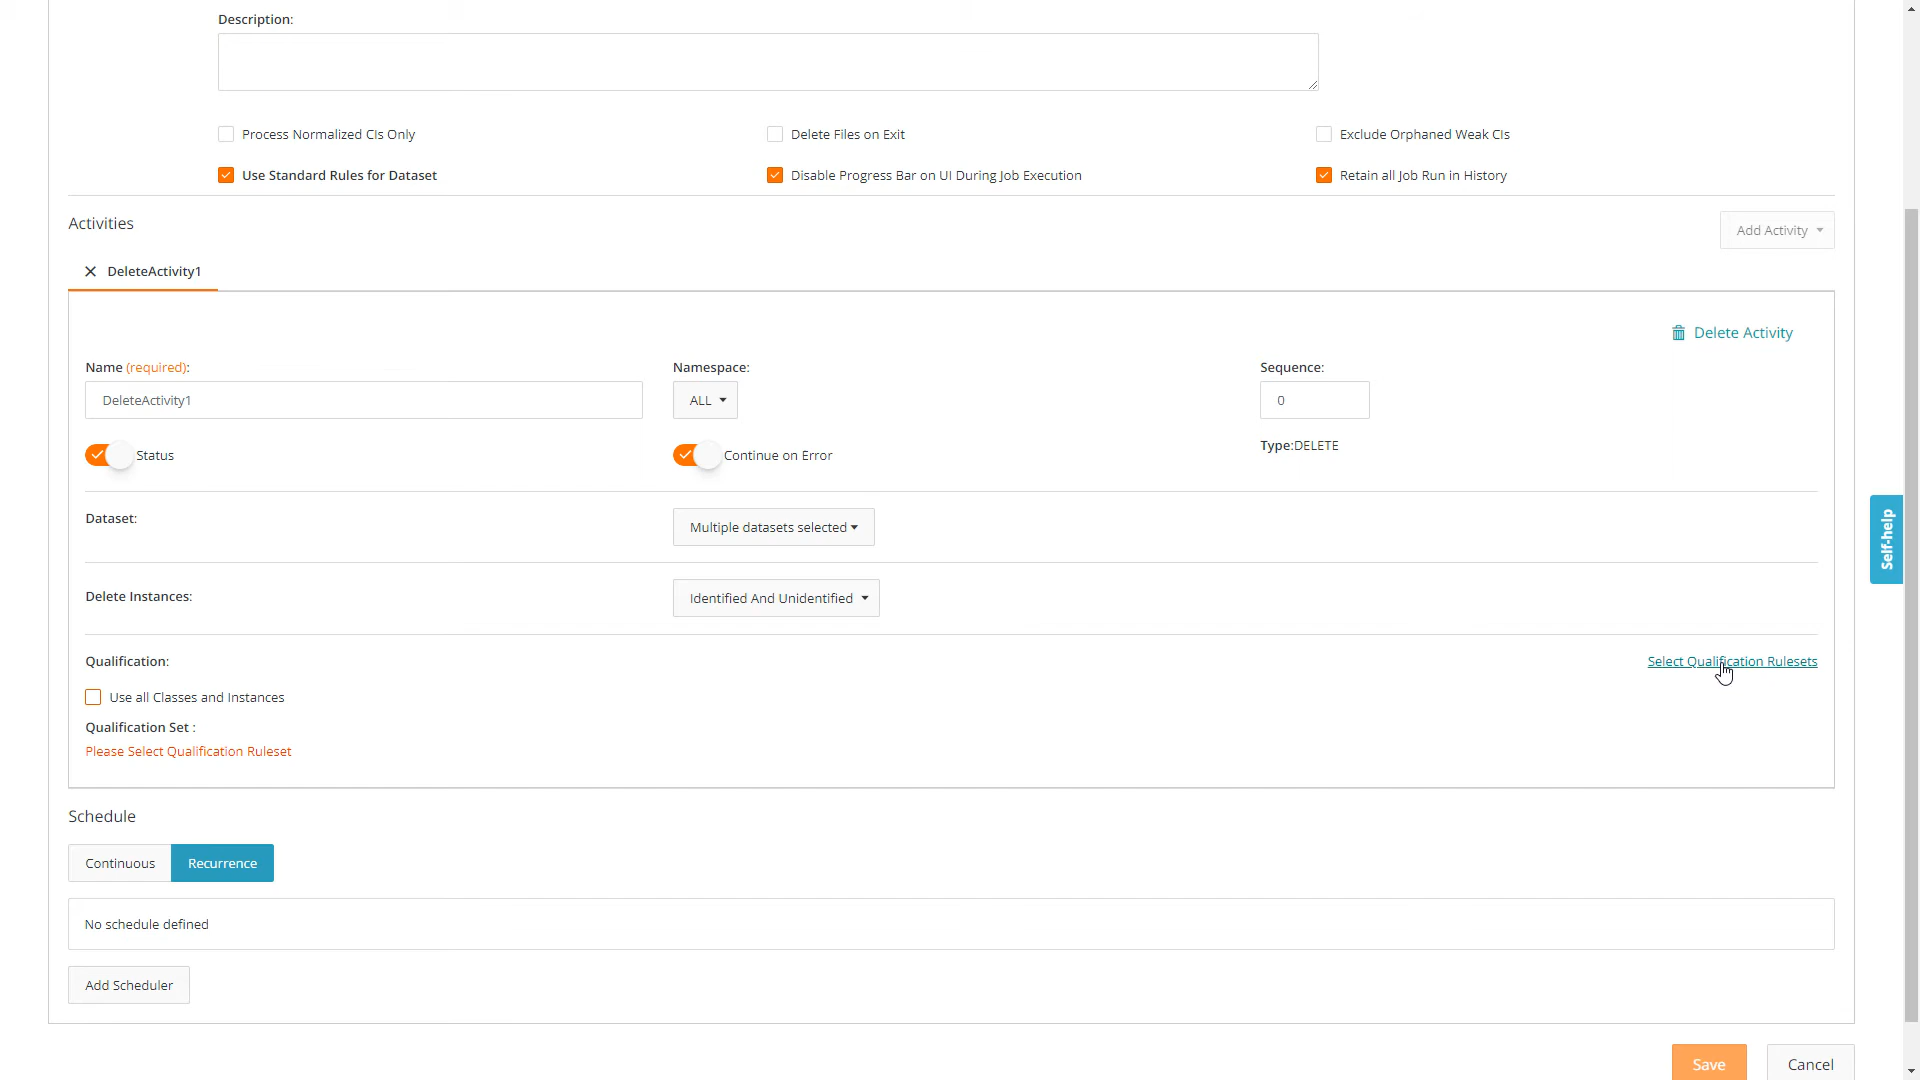 Description:
Process Normalized CIs Only
Delete Files on Exit
Exclude Orphaned Weak CIs
Use Standard Rules for Dataset
Disable Progress Bar on UI During Job Execution
Retain all Job Run in History
Activities
Add Activity
DeleteActivity1
Delete Activity
Name (required):
Namespace:
Sequence:
DeleteActivity1
ALL
0
Status
Continue on Error
Type:DELETE
Dataset:
Multiple datasets selected
Delete Instances:
Identified And Unidentified
Self-help
Qualification:
Select Qualification Rulesets
Use all Classes and Instances
Qualification Set :
Please Select Qualification Ruleset
Schedule
Continuous
Recurrence
No schedule defined
Add Scheduler
Save
Cancel